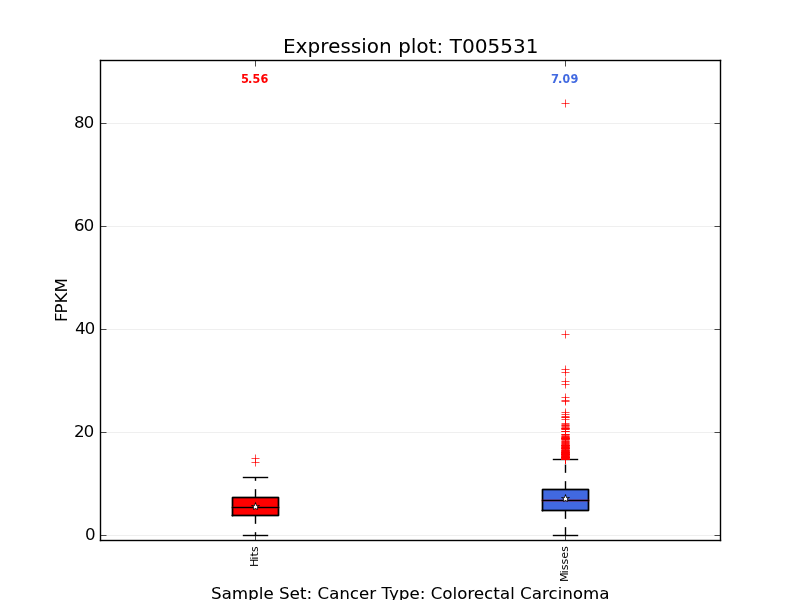 Expression plot: T005531
5.56
7.09
80
60
40
20
0
FPKM
Hits
Misses
Sample Set: Cancer Type: Colorectal Carcinoma